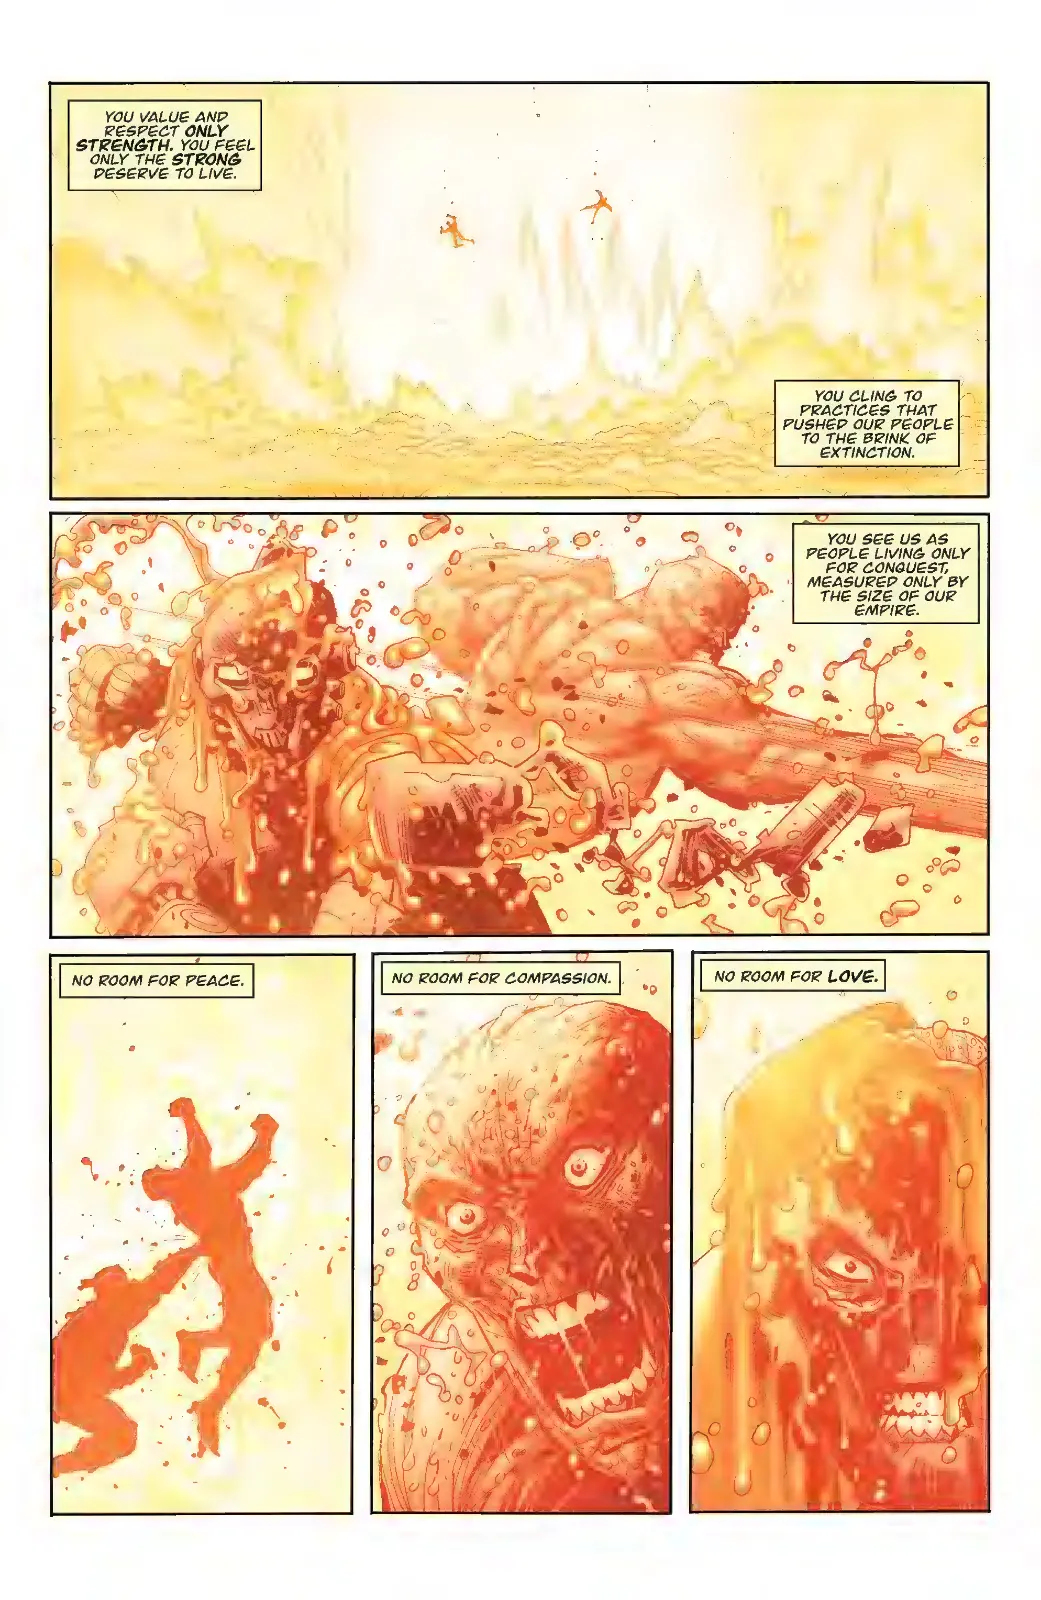 YOU VALUE AND
RESPECT ONLY
STRENGTH. YOU FEEL
ONLY THE STRONG
DESERVE TO LIVE.
YOU CLING TO
PRACTICES THAT
PUSHED OUR PEOPLE
TO THE BRINK OF
EXTINCTION.
YOU SEE US AS
PEOPLE LIVING ONLY
FOR CONQUEST,
MEASURED ONLY BY
THE SIZE OF OUR
EMPIRE.
NO ROOM FOR PEACE.
NO ROOM FOR COMPASSION.
NO ROOM FOR LOVE.